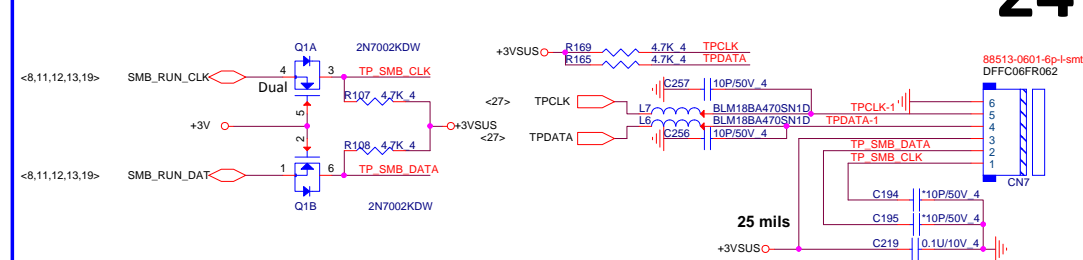 24
Q1A 2N7002KDW
<8,11,12,13,19> SMB_RUN_CLK 4 3 TP_SMB_CLK
Dual
R107 4.7K_4
5
+3V
2
+3VSUS
R108 4.7K_4
<8,11,12,13,19> SMB_RUN_DAT 1 6 TP_SMB_DATA
Q1B 2N7002KDW
+3VSUS
R169 4.7K_4 TPCLK
R165 4.7K_4 TPDATA
C257 10P/50V_4
<27> TPCLK
L7 BLM18BA470SN1D TPCLK-1
L6 BLM18BA470SN1D TPDATA-1
<27> TPDATA
C256 10P/50V_4
TP_SMB_DATA
TP_SMB_CLK
88513-0601-6p-l-smt
DFFC06FR062
6
5
4
3
2
1
CN7
C194 *10P/50V_4
C195 *10P/50V_4
25 mils
+3VSUS
C219 0.1U/10V_4